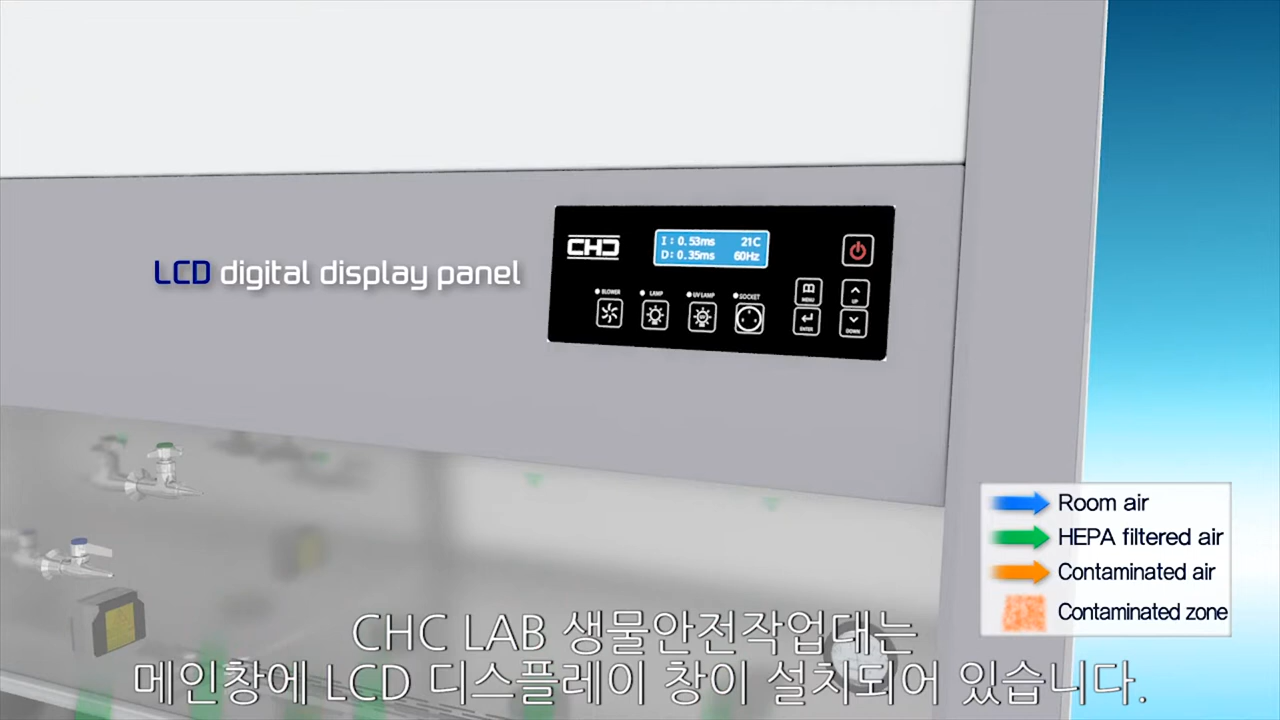 LCD digital display panel
CHC
I : 0.53ms 21C
D: 0.35ms 60Hz
BLOWER LAMP UV LAMP SOCKET
MENU UP
ENTER DOWN
Room air
HEPA filtered air
Contaminated air
Contaminated zone
CHC LAB 생물안전작업대는
메인창에 LCD 디스플레이 창이 설치되어 있습니다.